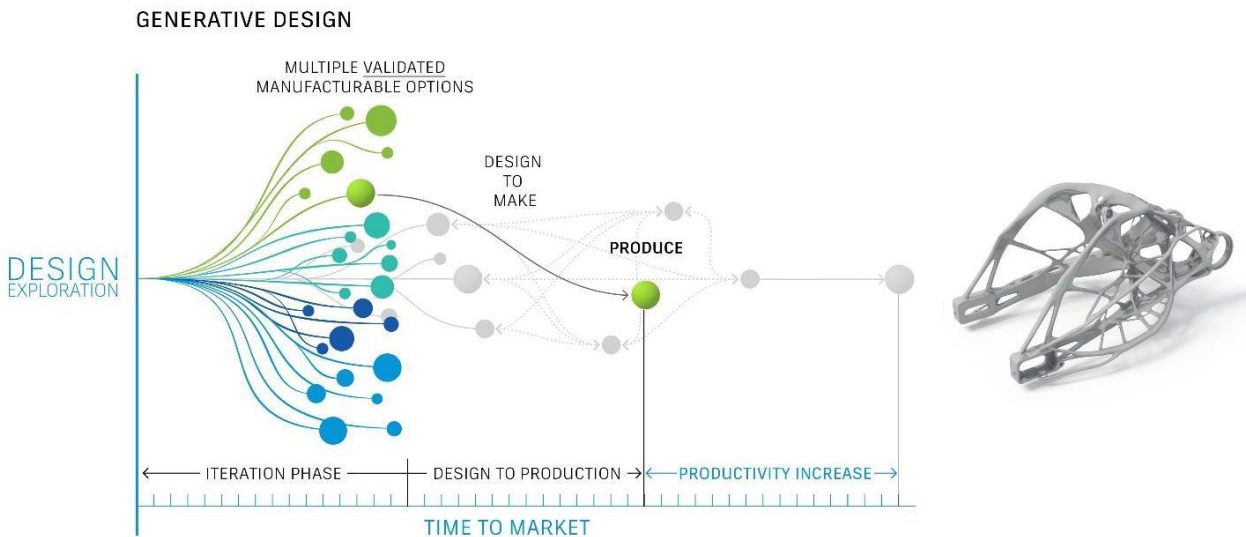 GENERATIVE DESIGN
MULTIPLE VALIDATED
MANUFACTURABLE OPTIONS
DESIGN
TO
MAKE
PRODUCE
DESIGN
EXPLORATION
ITERATION PHASE
DESIGN TO PRODUCTION
PRODUCTIVITY INCREASE
TIME TO MARKET